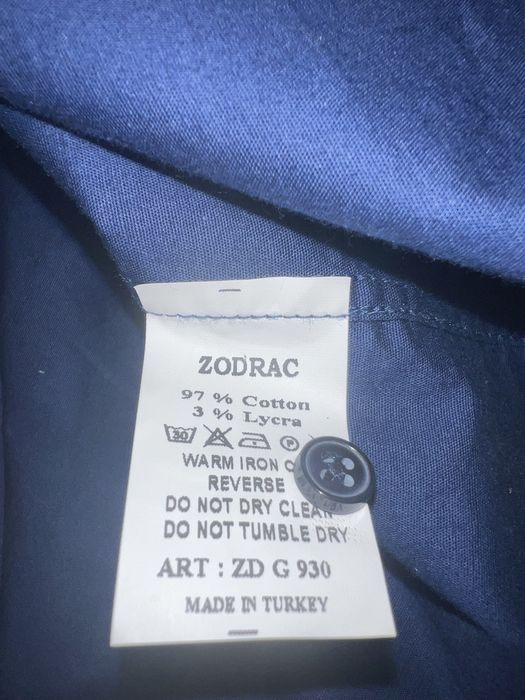 ZODRAC
97 % Cotton
3 % Lycra
30 P
WARM IRON
REVERSE
DO NOT DRY CLEAN
DO NOT TUMBLE DRY
ART : ZD G 930
MADE IN TURKEY